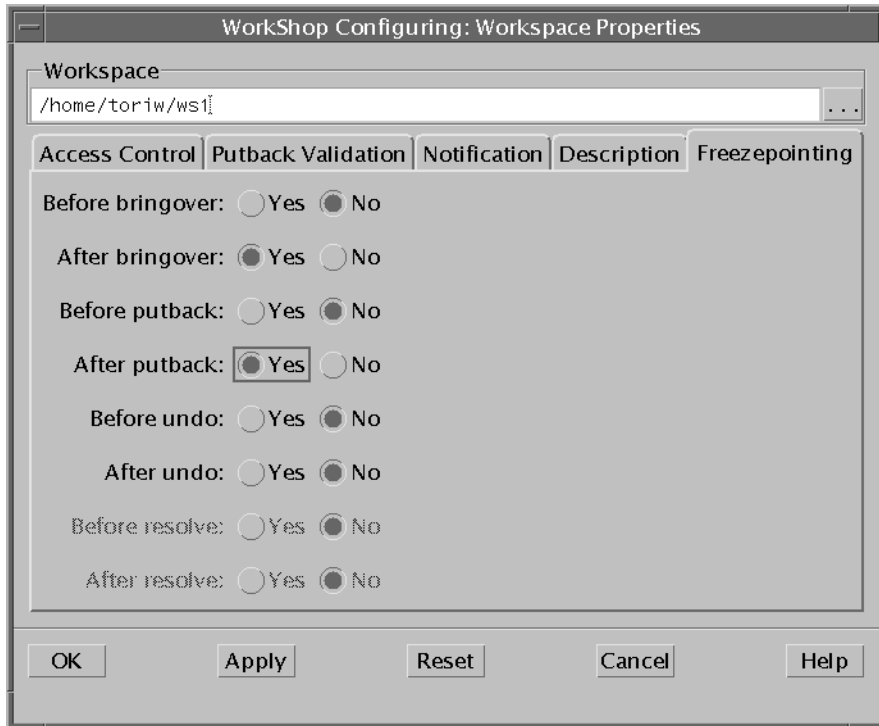 WorkShop Configuring: Workspace Properties
Workspace
/home/toriw/ws1
...
Access Control Putback Validation Notification Description Freezepointing
Before bringover: Yes No
After bringover: Yes No
Before putback: Yes No
After putback: Yes No
Before undo: Yes No
After undo: Yes No
Before resolve: Yes No
After resolve: Yes No
OK Apply Reset Cancel Help